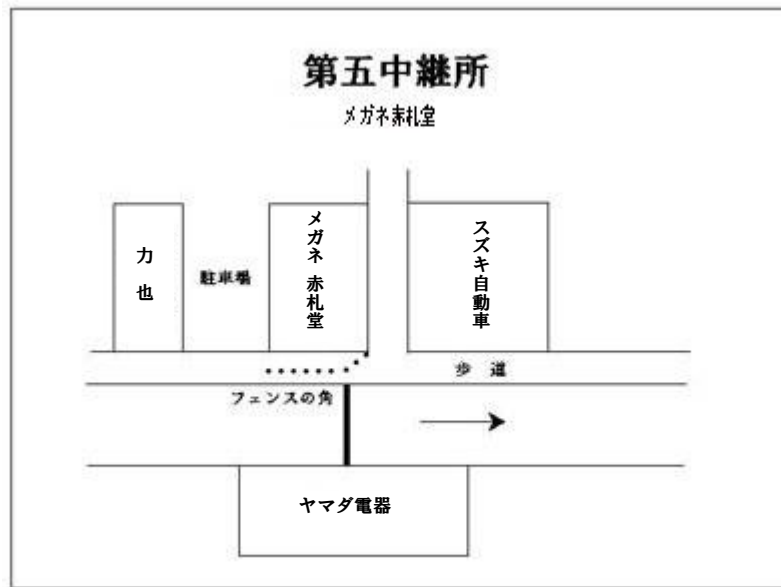 第五中継所
メガネ赤札堂
力也
駐車場
メガネ 赤札堂
スズキ自動車
歩道
フェンスの角
ヤマダ電器